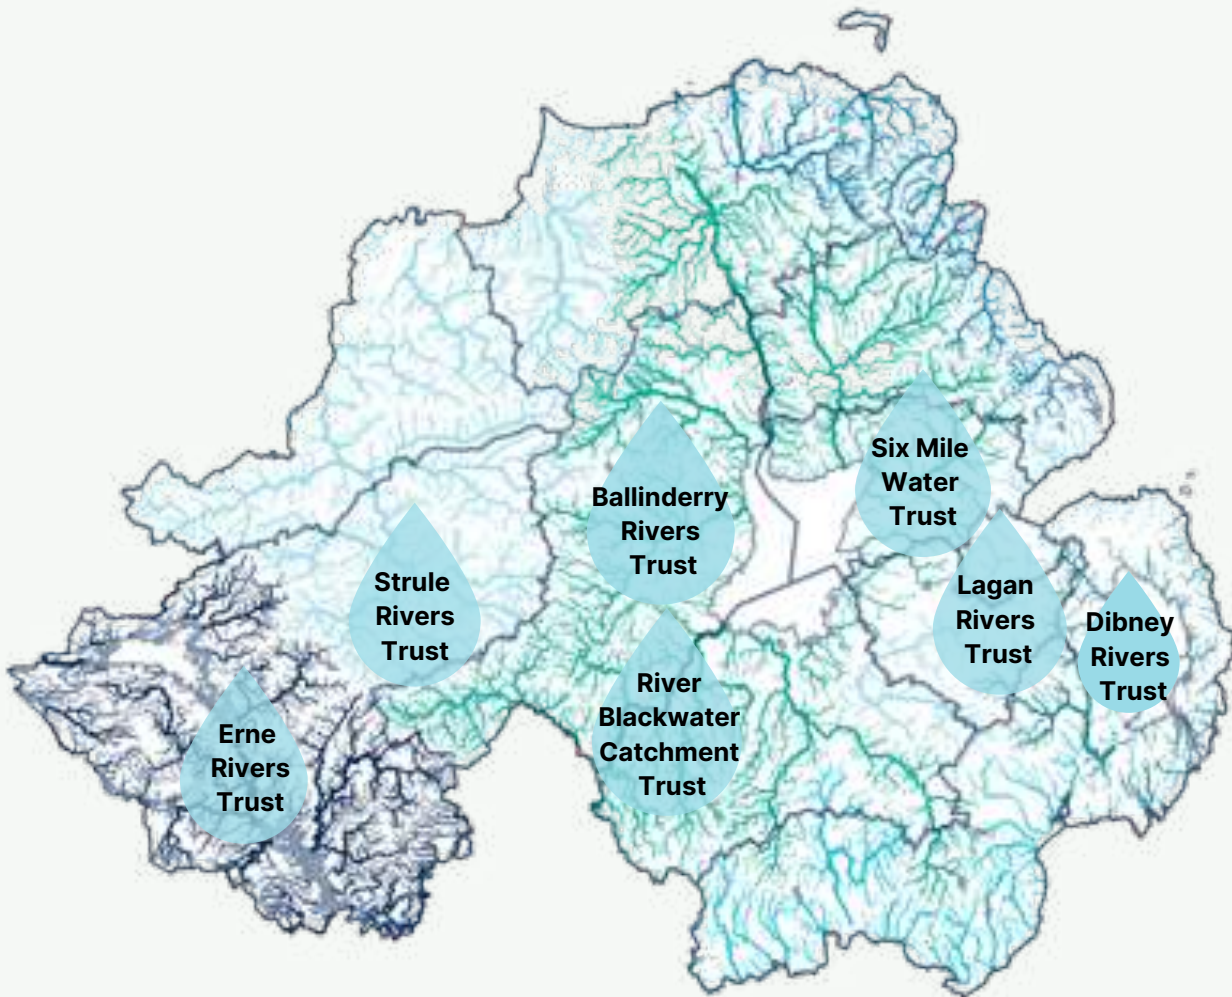 Six Mile
Water
Trust
Ballinderry
Rivers
Trust
Strule
Rivers
Trust
Lagan
Rivers
Trust
Dibney
Rivers
Trust
River
Blackwater
Catchment
Trust
Erne
Rivers
Trust